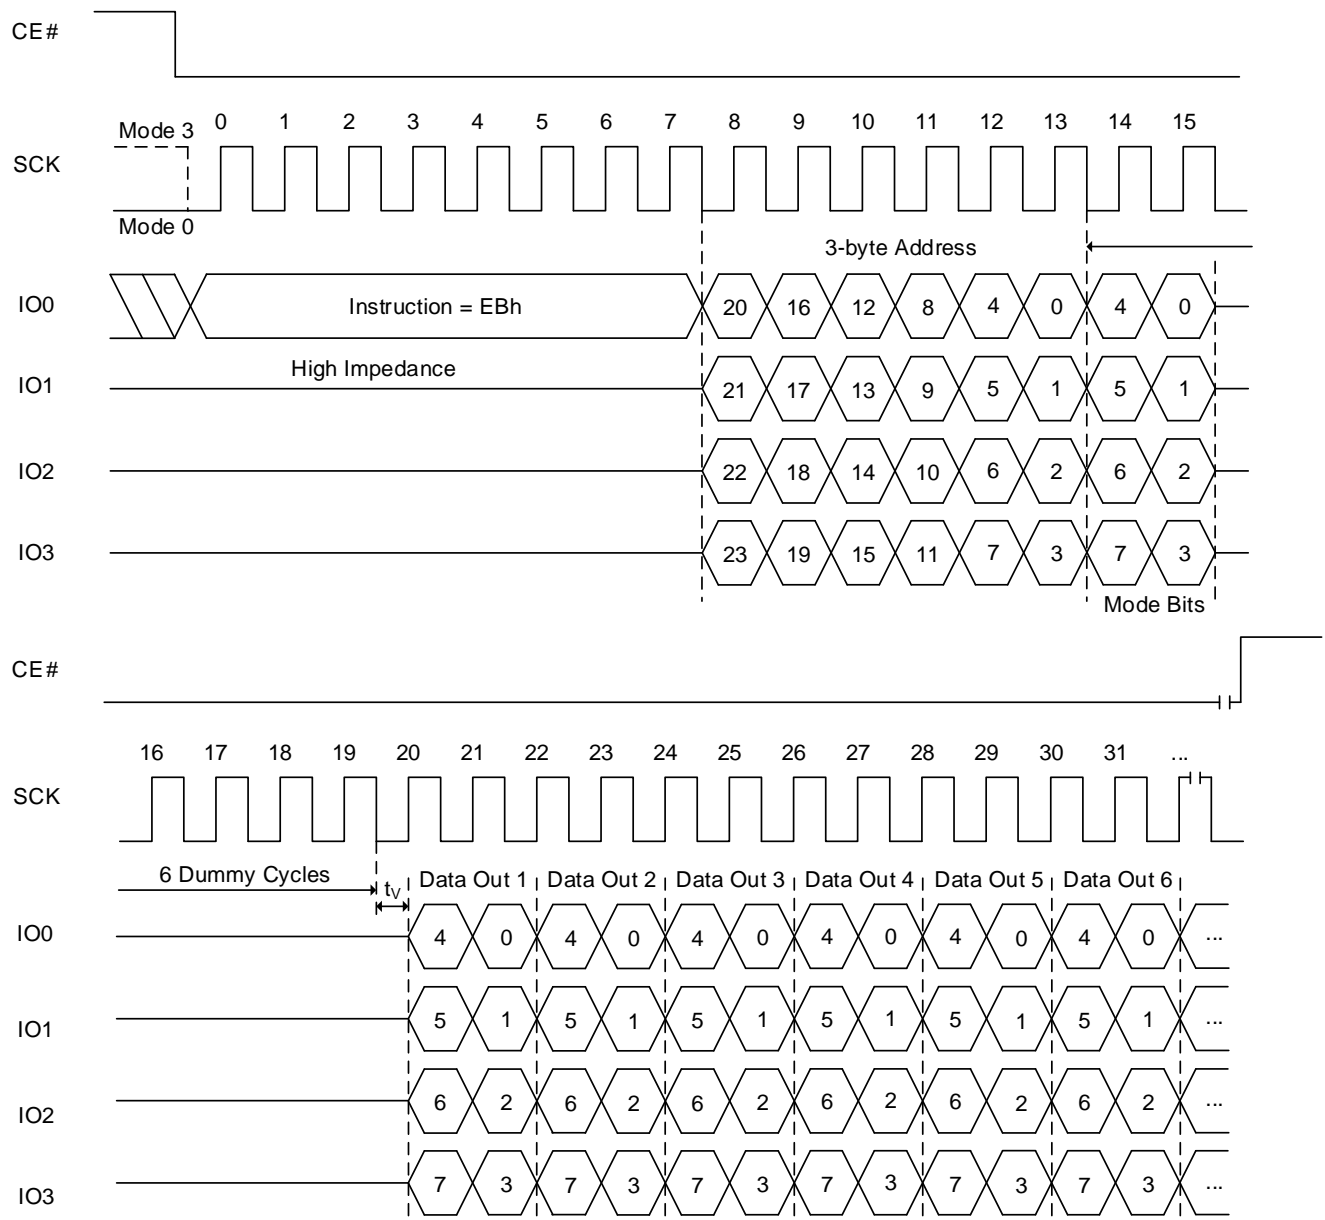 CE#
Mode 3 0 1 2 3 4 5 6 7 8 9 10 11 12 13 14 15
SCK
Mode 0
3-byte Address
IO0 Instruction = EBh 20 16 12 8 4 0 4 0
High Impedance
IO1 21 17 13 9 5 1 5 1
IO2 22 18 14 10 6 2 6 2
IO3 23 19 15 11 7 3 7 3
Mode Bits
CE#
16 17 18 19 20 21 22 23 24 25 26 27 28 29 30 31 ...
SCK
6 Dummy Cycles tV Data Out 1 Data Out 2 Data Out 3 Data Out 4 Data Out 5 Data Out 6
IO0 4 0 4 0 4 0 4 0 4 0 4 0 ...
IO1 5 1 5 1 5 1 5 1 5 1 5 1 ...
IO2 6 2 6 2 6 2 6 2 6 2 6 2 ...
IO3 7 3 7 3 7 3 7 3 7 3 7 3 ...